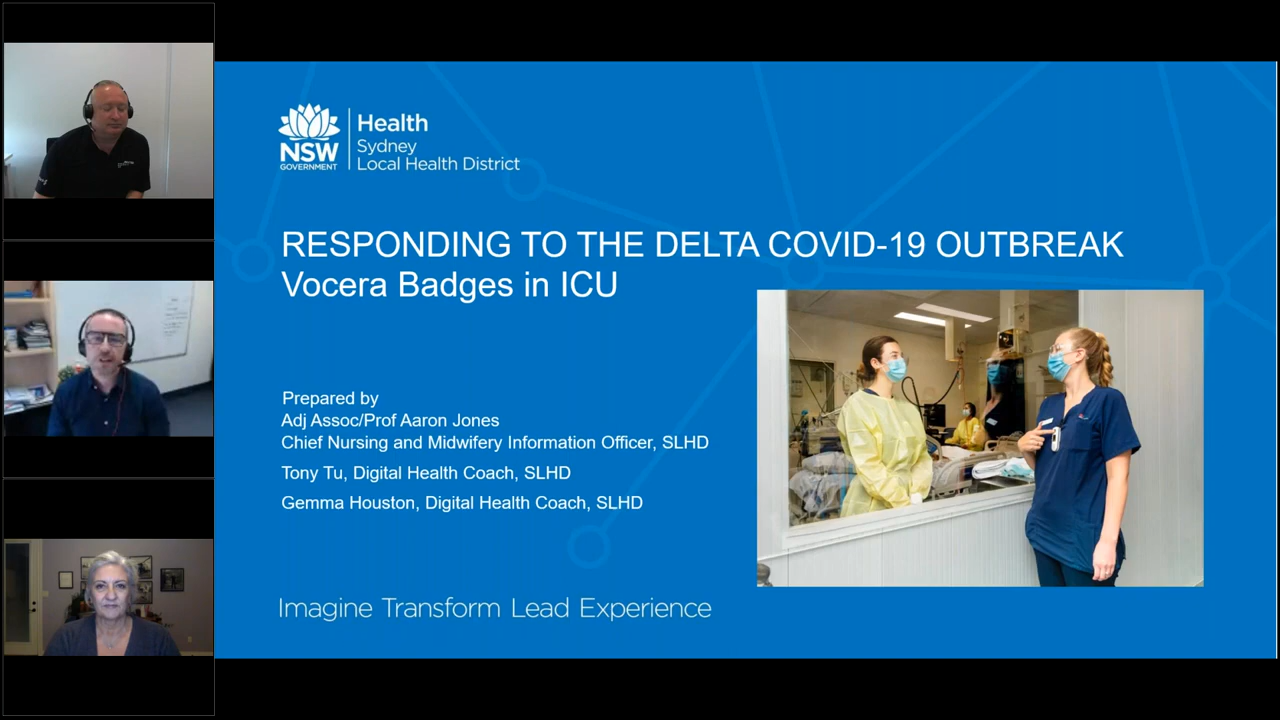 NSW
GOVERNMENT
Health
Sydney
Local Health District
RESPONDING TO THE DELTA COVID-19 OUTBREAK
Vocera Badges in ICU
Prepared by
Adj Assoc/Prof Aaron Jones
Chief Nursing and Midwifery Information Officer, SLHD
Tony Tu, Digital Health Coach, SLHD
Gemma Houston, Digital Health Coach, SLHD
Imagine Transform Lead Experience